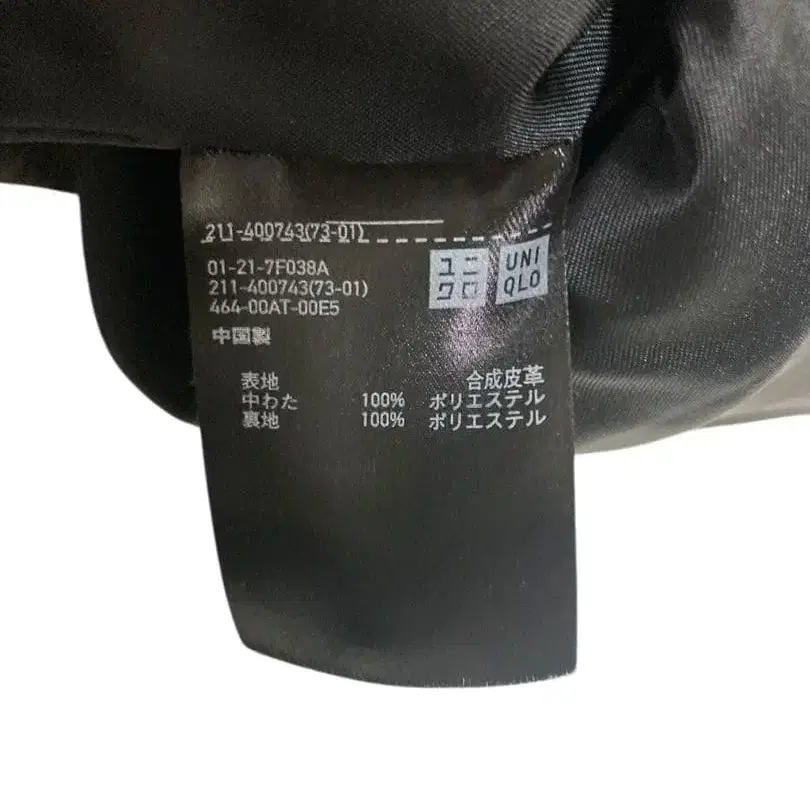 211-400743(73-01)
ユニクロ
UNIQLO
01-21-7F038A
211-400743(73-01)
464-00AT-00E5
中国製
表地 合成皮革
中わた 100% ポリエステル
裏地 100% ポリエステル